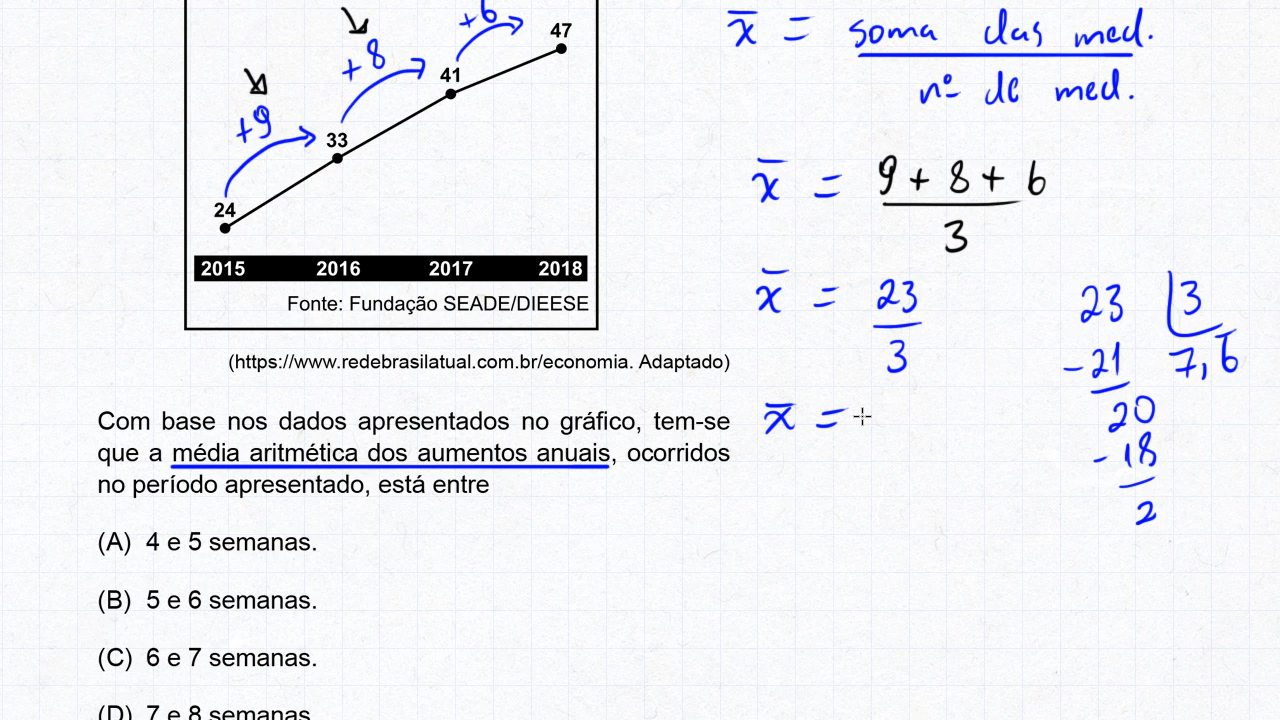 +6
47
+8
41
+9
33
24
2015 2016 2017 2018
Fonte: Fundação SEADE/DIEESE
(https://www.redebrasilatual.com.br/economia. Adaptado)
Com base nos dados apresentados no gráfico, tem-se
que a média aritmética dos aumentos anuais, ocorridos
no período apresentado, está entre
(A) 4 e 5 semanas.
(B) 5 e 6 semanas.
(C) 6 e 7 semanas.
(D) 7 e 8 semanas
x̄ = soma das med.
nº de med.
x̄ = 9 + 8 + 6
3
x̄ = 23
3
x̄ =
23 3
-21 7,6
20
-18
2